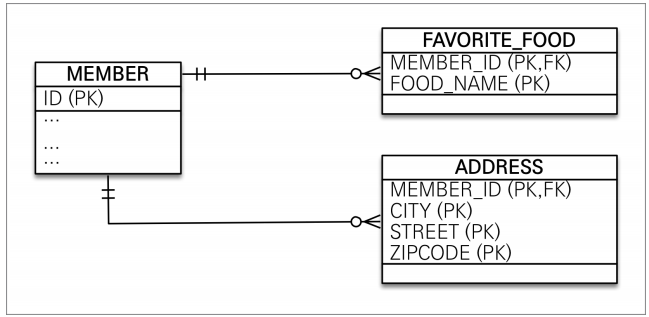 MEMBER
ID (PK)
...
...
...
FAVORITE_FOOD
MEMBER_ID (PK,FK)
FOOD_NAME (PK)
ADDRESS
MEMBER_ID (PK,FK)
CITY (PK)
STREET (PK)
ZIPCODE (PK)